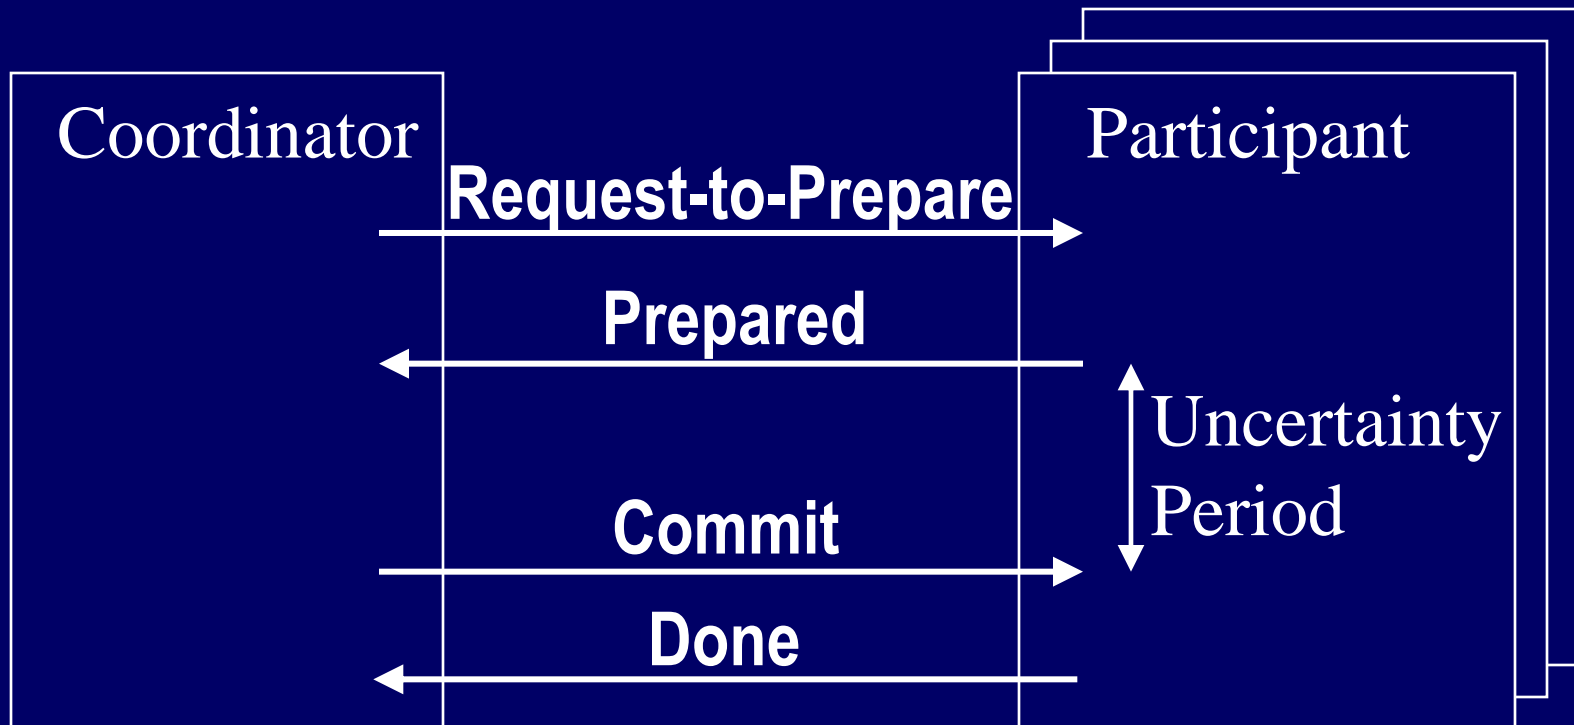 Coordinator
Participant
Request-to-Prepare
Prepared
Uncertainty
Period
Commit
Done